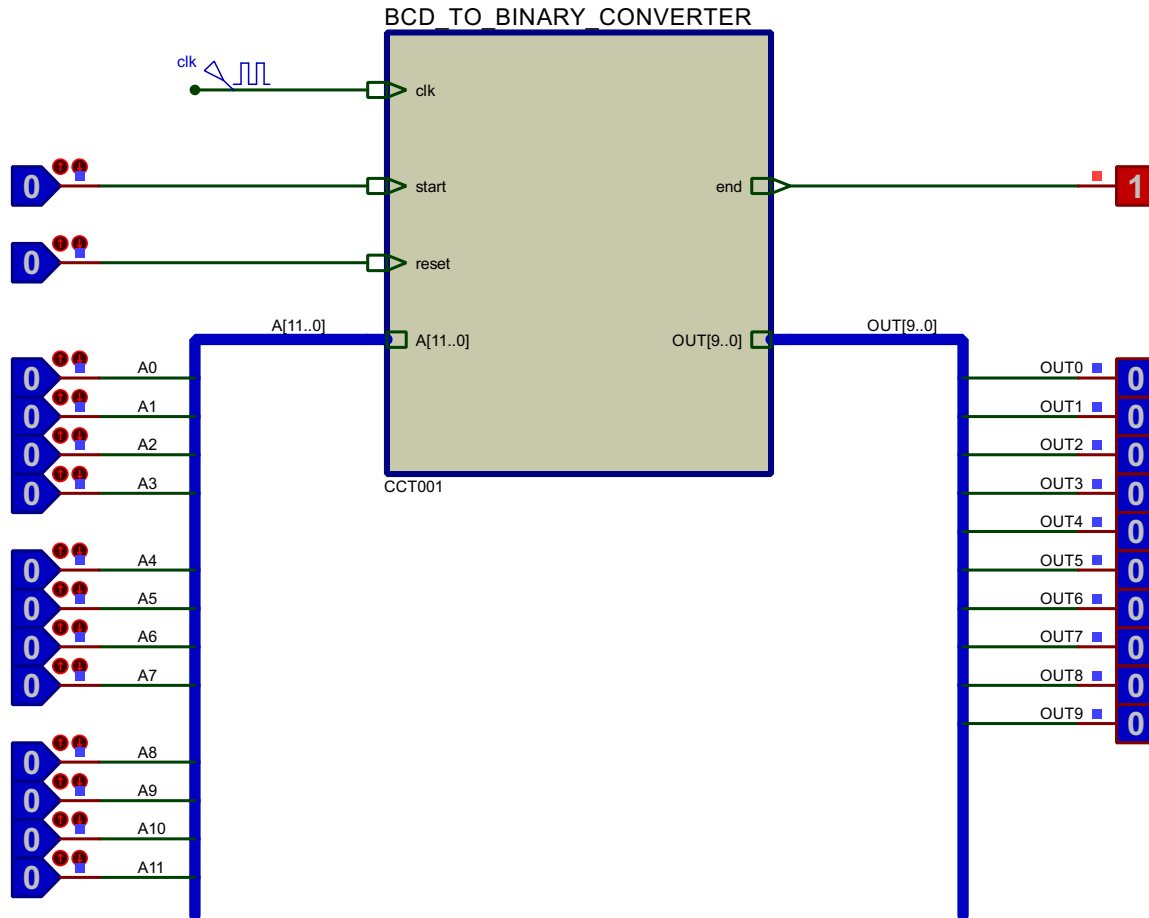 BCD_TO_BINARY_CONVERTER
clk
clk
0
start
end
1
0
reset
A[11..0]
A[11..0]
OUT[9..0]
OUT[9..0]
0
A0
OUT0
0
0
A1
OUT1
0
0
A2
OUT2
0
0
A3
OUT3
0
CCT001
OUT4
0
0
A4
OUT5
0
0
A5
OUT6
0
0
A6
OUT7
0
0
A7
OUT8
0
OUT9
0
0
A8
0
A9
0
A10
0
A11